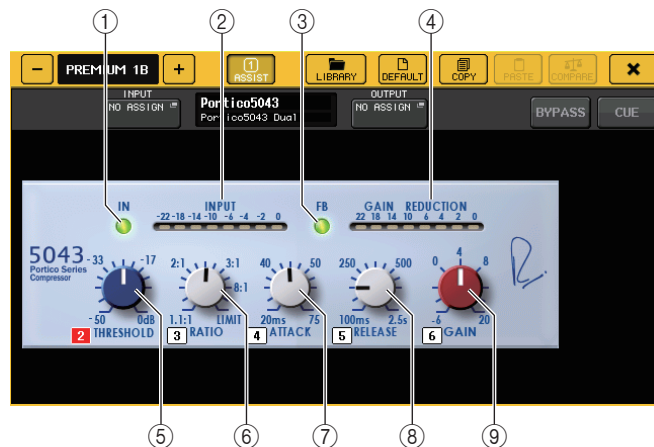 ① ② ③ ④
− PREMIUM 1B + 1 ASSIST LIBRARY DEFAULT COPY PASTE COMPARE ×
INPUT OUTPUT
NO ASSIGN Portico5043 NO ASSIGN
Portico5043 Dual BYPASS CUE
IN INPUT FB GAIN REDUCTION
-22 -18 -14 -10 -6 -4 -2 0 22 18 14 10 6 4 2 0
5043
Portico Series
Compressor
-33 -17 2:1 3:1 40 50 250 500 0 4 8
8:1
-50 0dB 1.1:1 LIMIT 20ms 75 100ms 2.5s -6 20
2 THRESHOLD 3 RATIO 4 ATTACK 5 RELEASE 6 GAIN
⑤ ⑥ ⑦ ⑧ ⑨